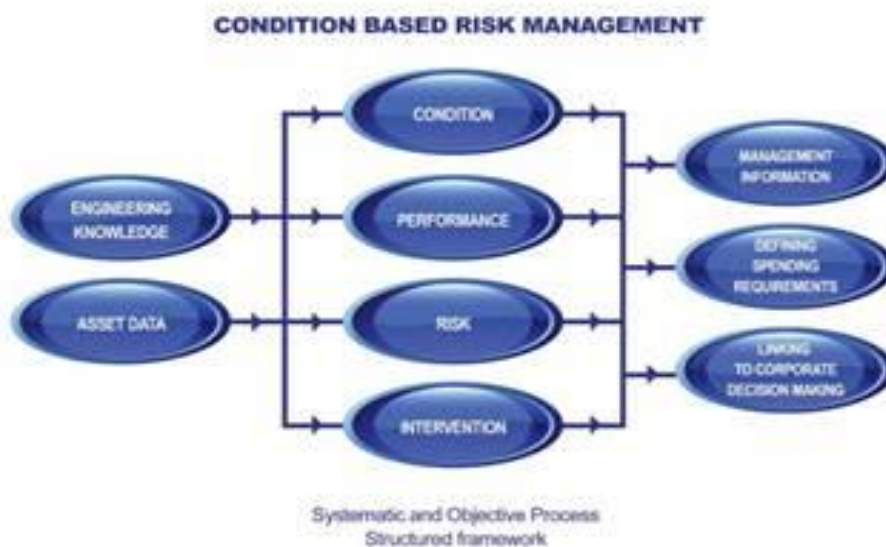 CONDITION BASED RISK MANAGEMENT
CONDITION
ENGINEERING
KNOWLEDGE
PERFORMANCE
MANAGEMENT
INFORMATION
ASSET DATA
RISK
DEFINING
SPENDING
REQUIREMENTS
INTERVENTION
LINKING
TO CORPORATE
DECISION MAKING
Systematic and Objective Process
Structured framework